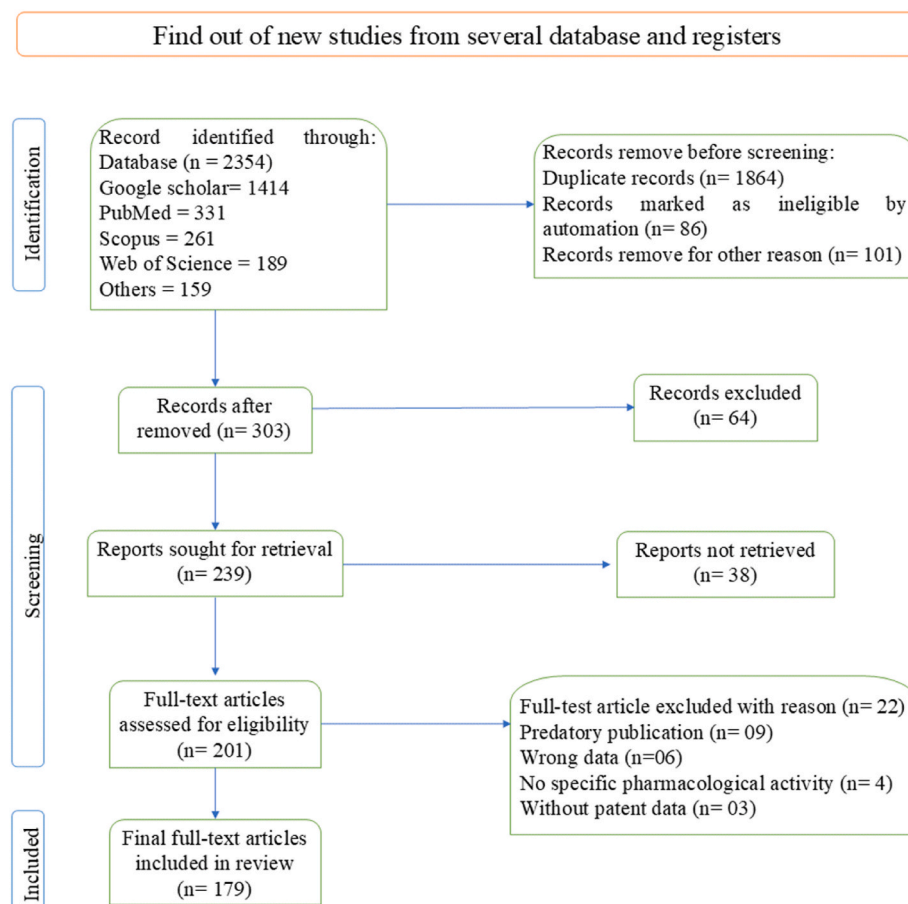 Find out of new studies from several database and registers
Identification
Record identified through:
Database (n = 2354)
Google scholar= 1414
PubMed = 331
Scopus = 261
Web of Science = 189
Others = 159
Records remove before screening:
Duplicate records (n= 1864)
Records marked as ineligible by
automation (n= 86)
Records remove for other reason (n= 101)
Screening
Records after
removed (n= 303)
Records excluded
(n= 64)
Reports sought for retrieval
(n= 239)
Reports not retrieved
(n= 38)
Full-text articles
assessed for eligibility
(n= 201)
Full-test article excluded with reason (n= 22)
Predatory publication (n= 09)
Wrong data (n=06)
No specific pharmacological activity (n= 4)
Without patent data (n= 03)
Included
Final full-text articles
included in review
(n= 179)